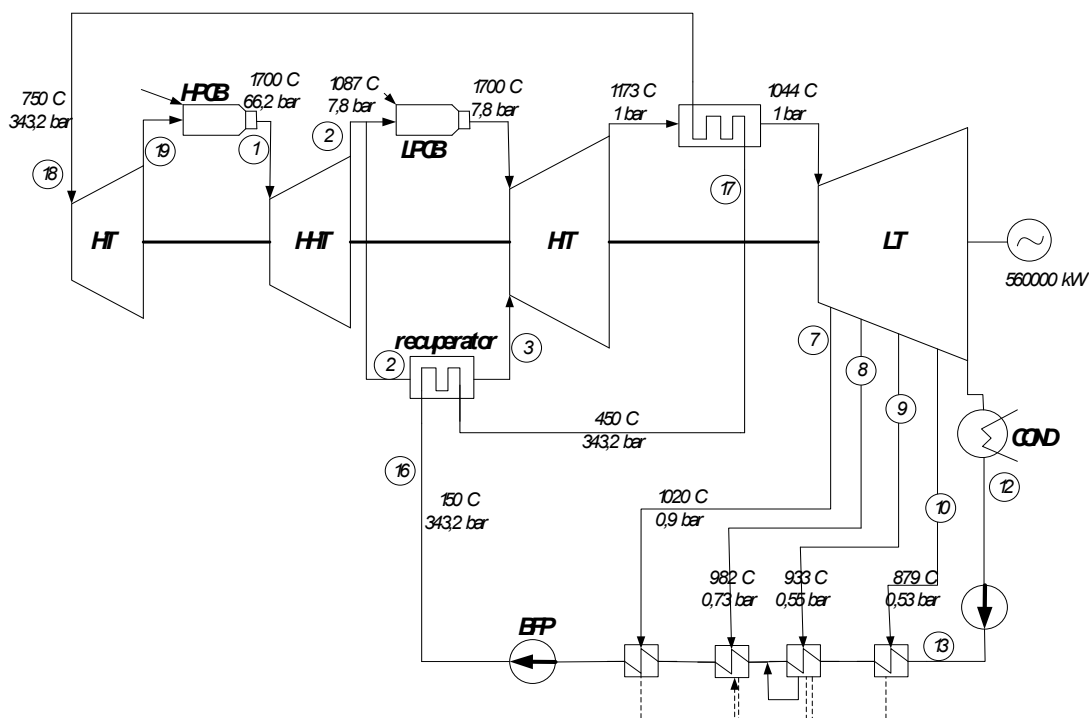 HPCB
1700 C
66,2 bar
1087 C
7,8 bar
1700 C
7,8 bar
LPCB
1173 C
1 bar
1044 C
1 bar
750 C
343,2 bar
18
19
1
2
17
HT
HHT
HT
LT
560000 kW
recuperator
2
3
7
8
9
10
450 C
343,2 bar
COND
12
16
150 C
343,2 bar
1020 C
0,9 bar
982 C
0,73 bar
933 C
0,55 bar
879 C
0,53 bar
BFP
13